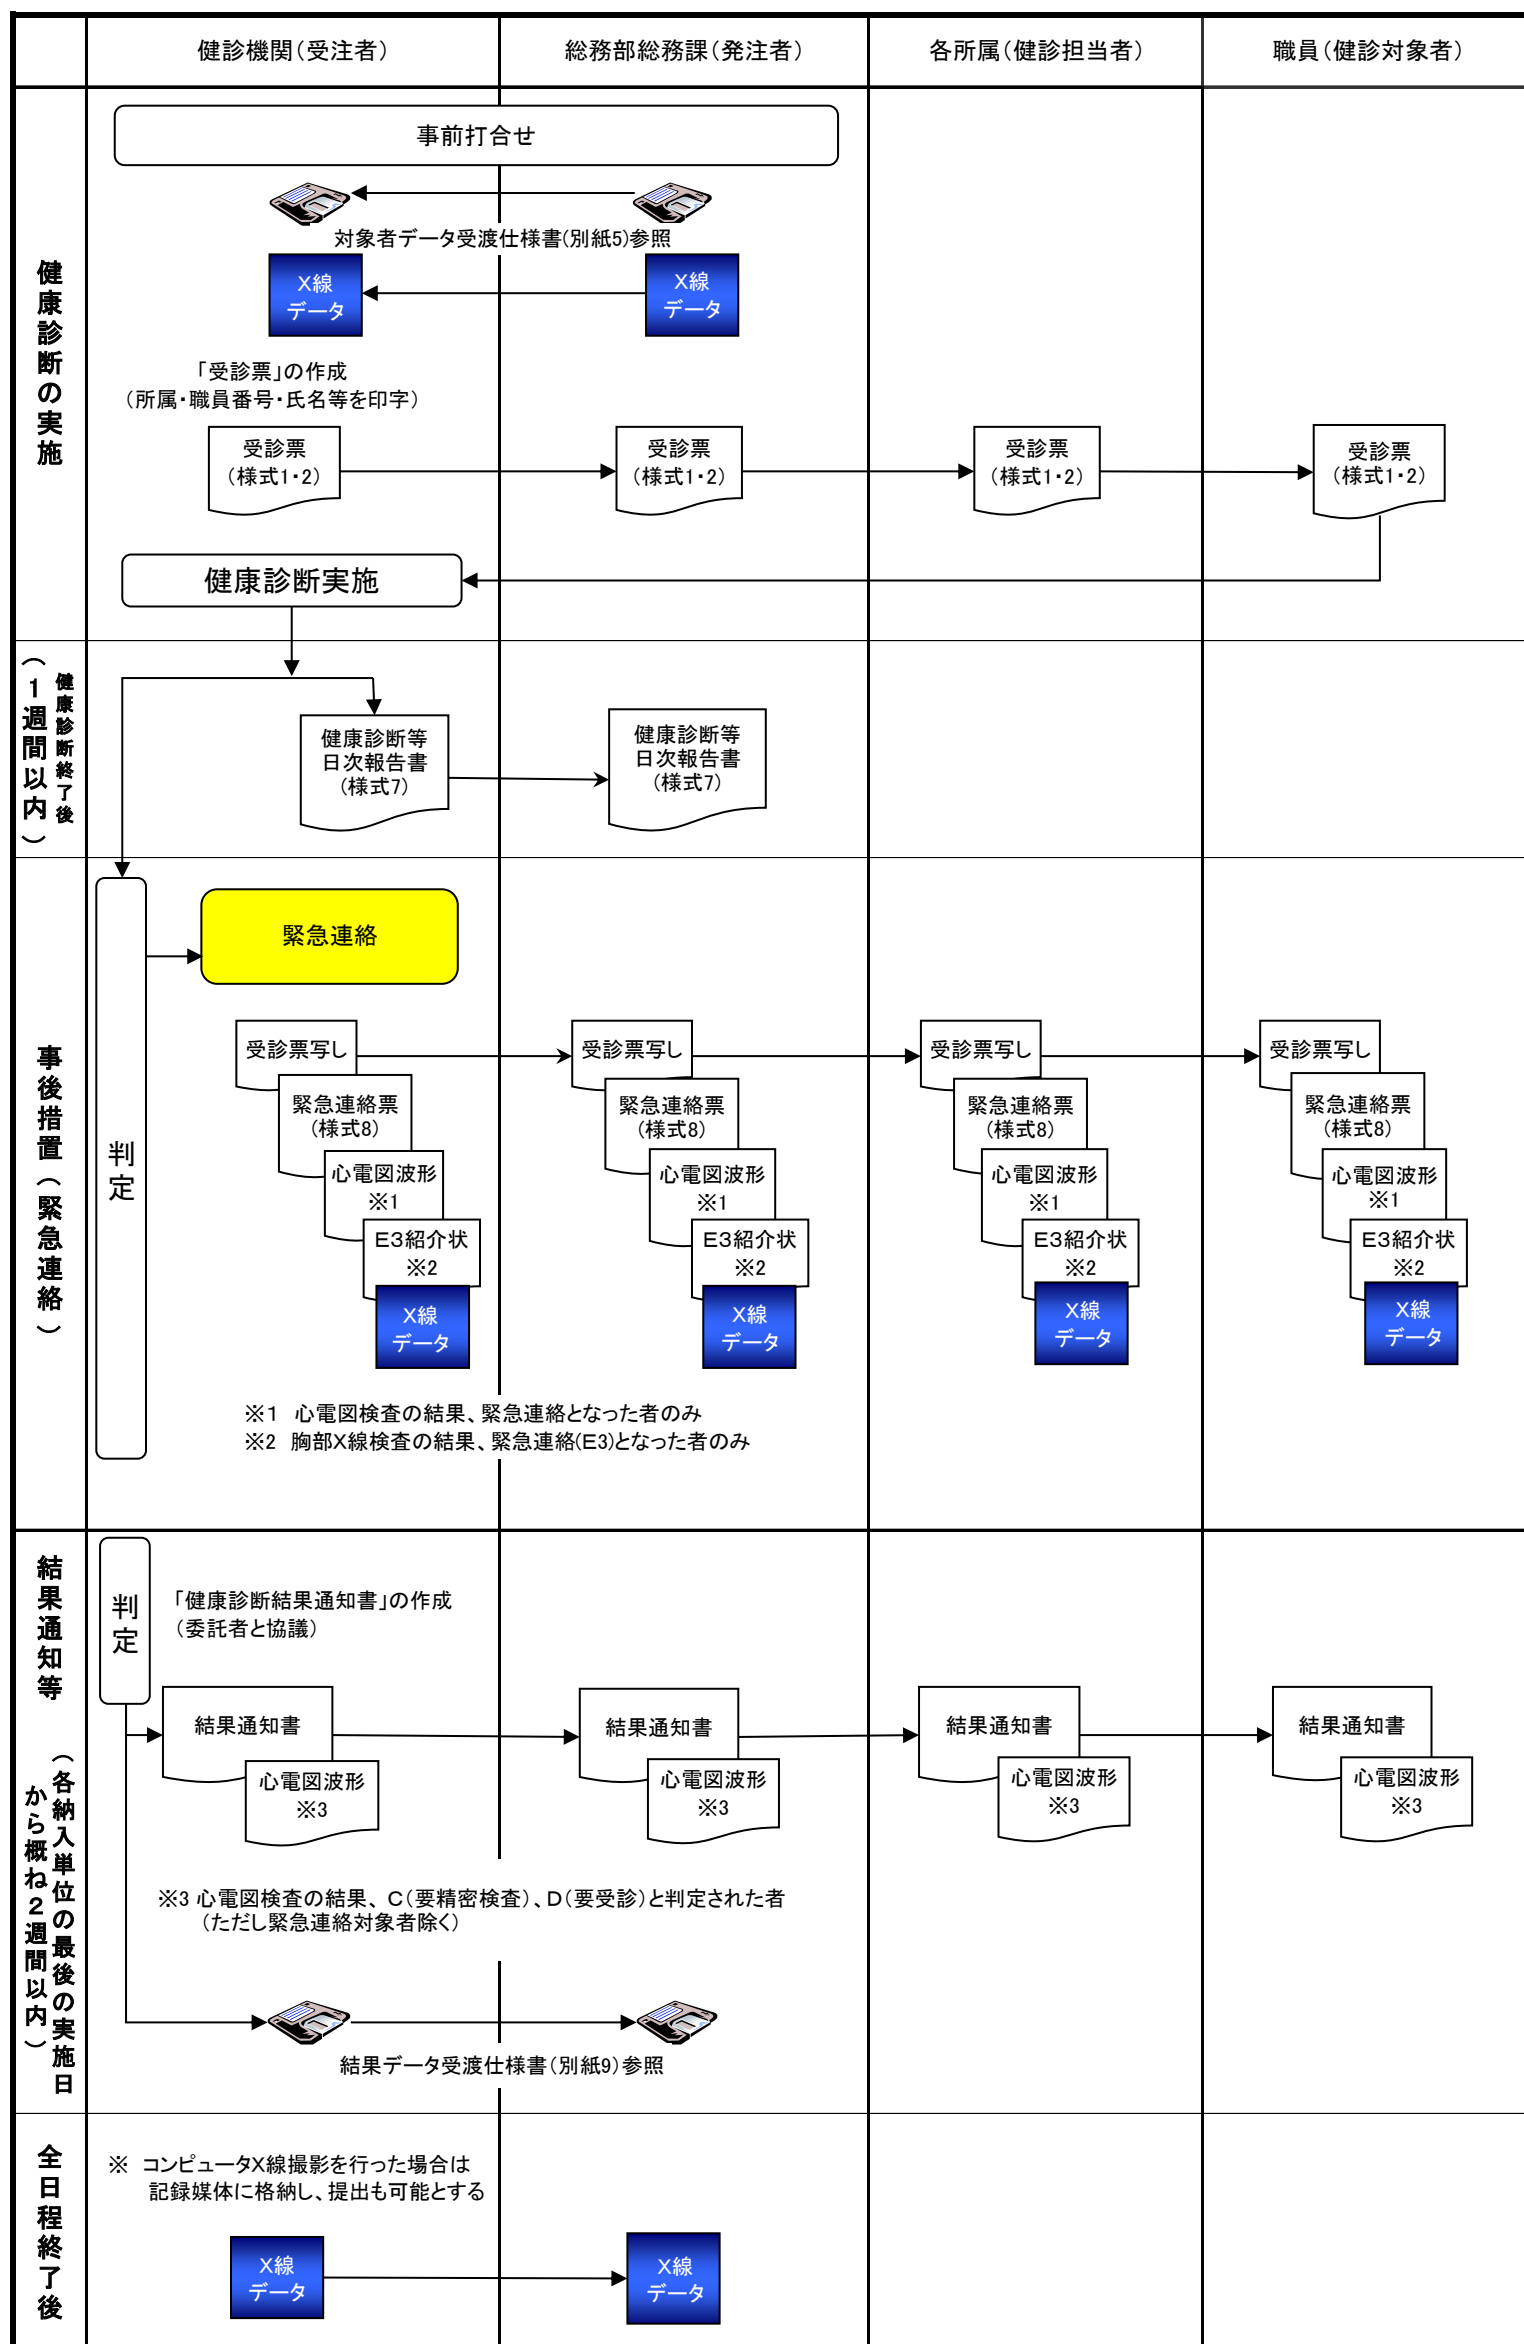 健診機関（受注者）
総務部総務課（発注者）
各所属（健診担当者）
職員（健診対象者）
健康診断の実施
事前打合せ
対象者データ受渡仕様書(別紙5)参照
X線
データ
X線
データ
「受診票」の作成
（所属・職員番号・氏名等を印字）
受診票
（様式1・2）
受診票
（様式1・2）
受診票
（様式1・2）
受診票
（様式1・2）
健康診断実施
健康診断終了後
（１週間以内）
健康診断等
日次報告書
(様式7)
健康診断等
日次報告書
(様式7)
事後措置（緊急連絡）
判定
緊急連絡
受診票写し
緊急連絡票
(様式8)
心電図波形
※1
E3紹介状
※2
X線
データ
受診票写し
緊急連絡票
(様式8)
心電図波形
※1
E3紹介状
※2
X線
データ
受診票写し
緊急連絡票
(様式8)
心電図波形
※1
E3紹介状
※2
X線
データ
受診票写し
緊急連絡票
(様式8)
心電図波形
※1
E3紹介状
※2
X線
データ
※1　心電図検査の結果、緊急連絡となった者のみ
※2　胸部X線検査の結果、緊急連絡(E3)となった者のみ
結果通知等
（各納入単位の最後の実施日
から概ね２週間以内）
判定
「健康診断結果通知書」の作成
（委託者と協議）
結果通知書
心電図波形
※3
結果通知書
心電図波形
※3
結果通知書
心電図波形
※3
結果通知書
心電図波形
※3
※3 心電図検査の結果、C（要精密検査）、D（要受診）と判定された者
（ただし緊急連絡対象者除く）
結果データ受渡仕様書（別紙9）参照
全日程終了後
※　コンピュータX線撮影を行った場合は
記録媒体に格納し、提出も可能とする
X線
データ
X線
データ